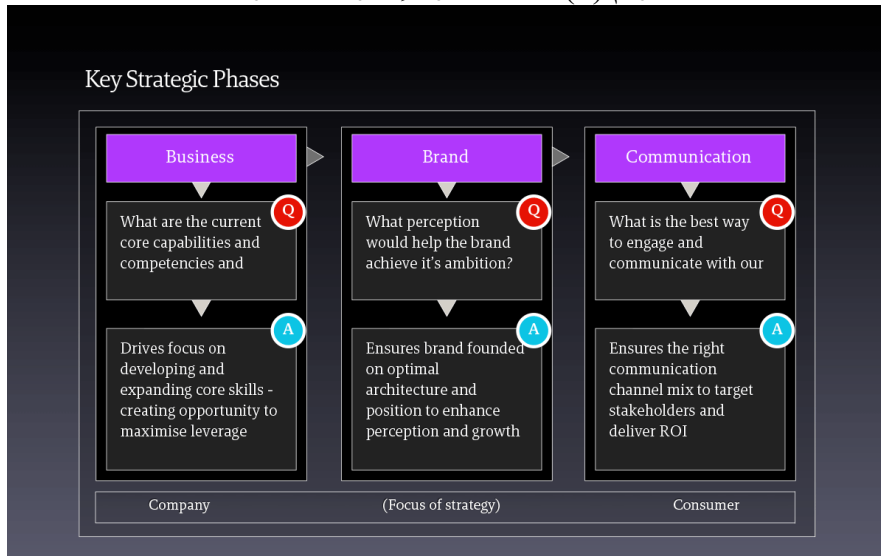 Key Strategic Phases
Business
Brand
Communication
Q
What are the current
core capabilities and
competencies and
Q
What perception
would help the brand
achieve it's ambition?
Q
What is the best way
to engage and
communicate with our
A
Drives focus on
developing and
expanding core skills -
creating opportunity to
maximise leverage
A
Ensures brand founded
on optimal
architecture and
position to enhance
perception and growth
A
Ensures the right
communication
channel mix to target
stakeholders and
deliver ROI
Company
(Focus of strategy)
Consumer